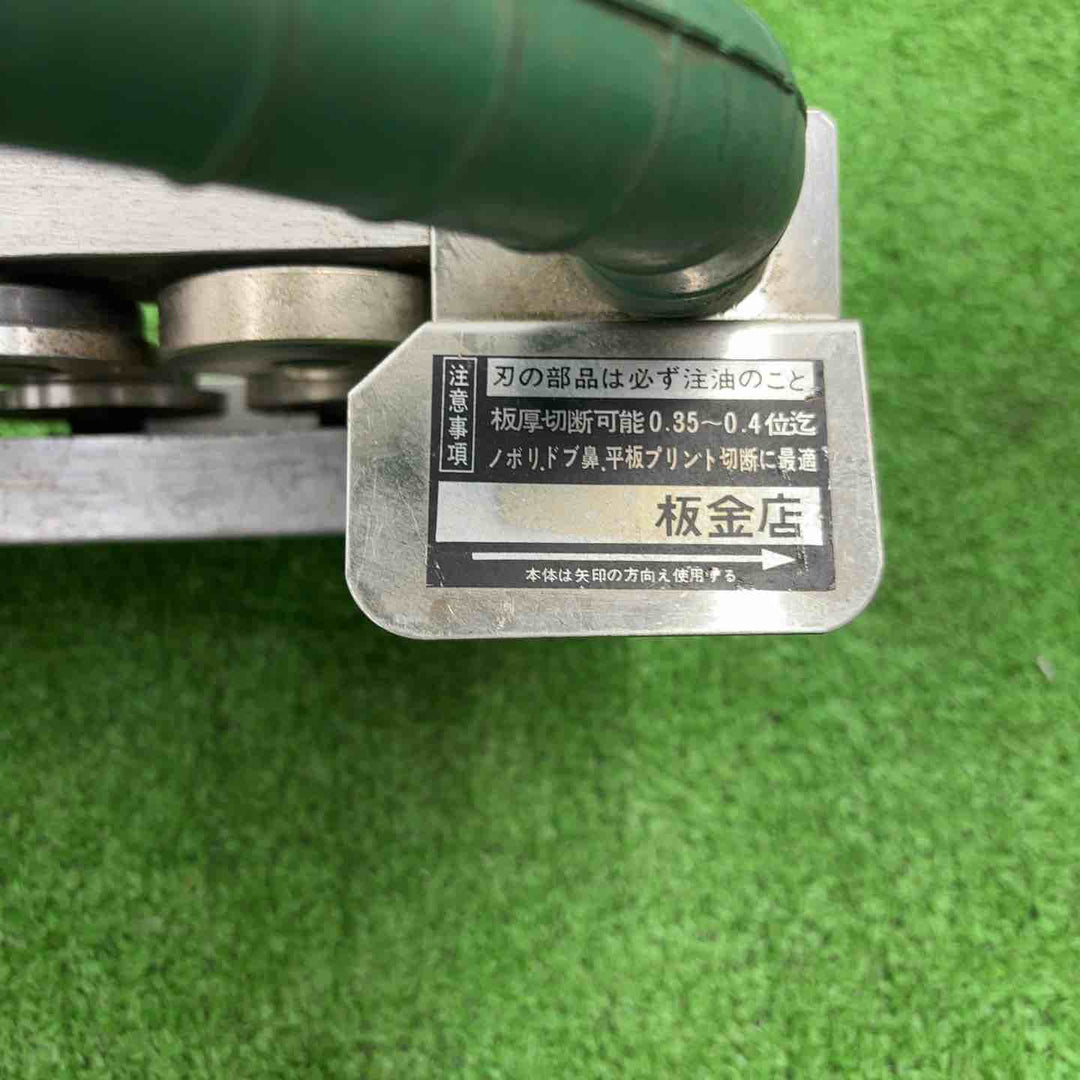 注意事項
刃の部品は必ず注油のこと
板厚切断可能0.35～0.4位迄
ノボリ、ドブ鼻、平板プリント切断に最適
板金店
本体は矢印の方向え使用する